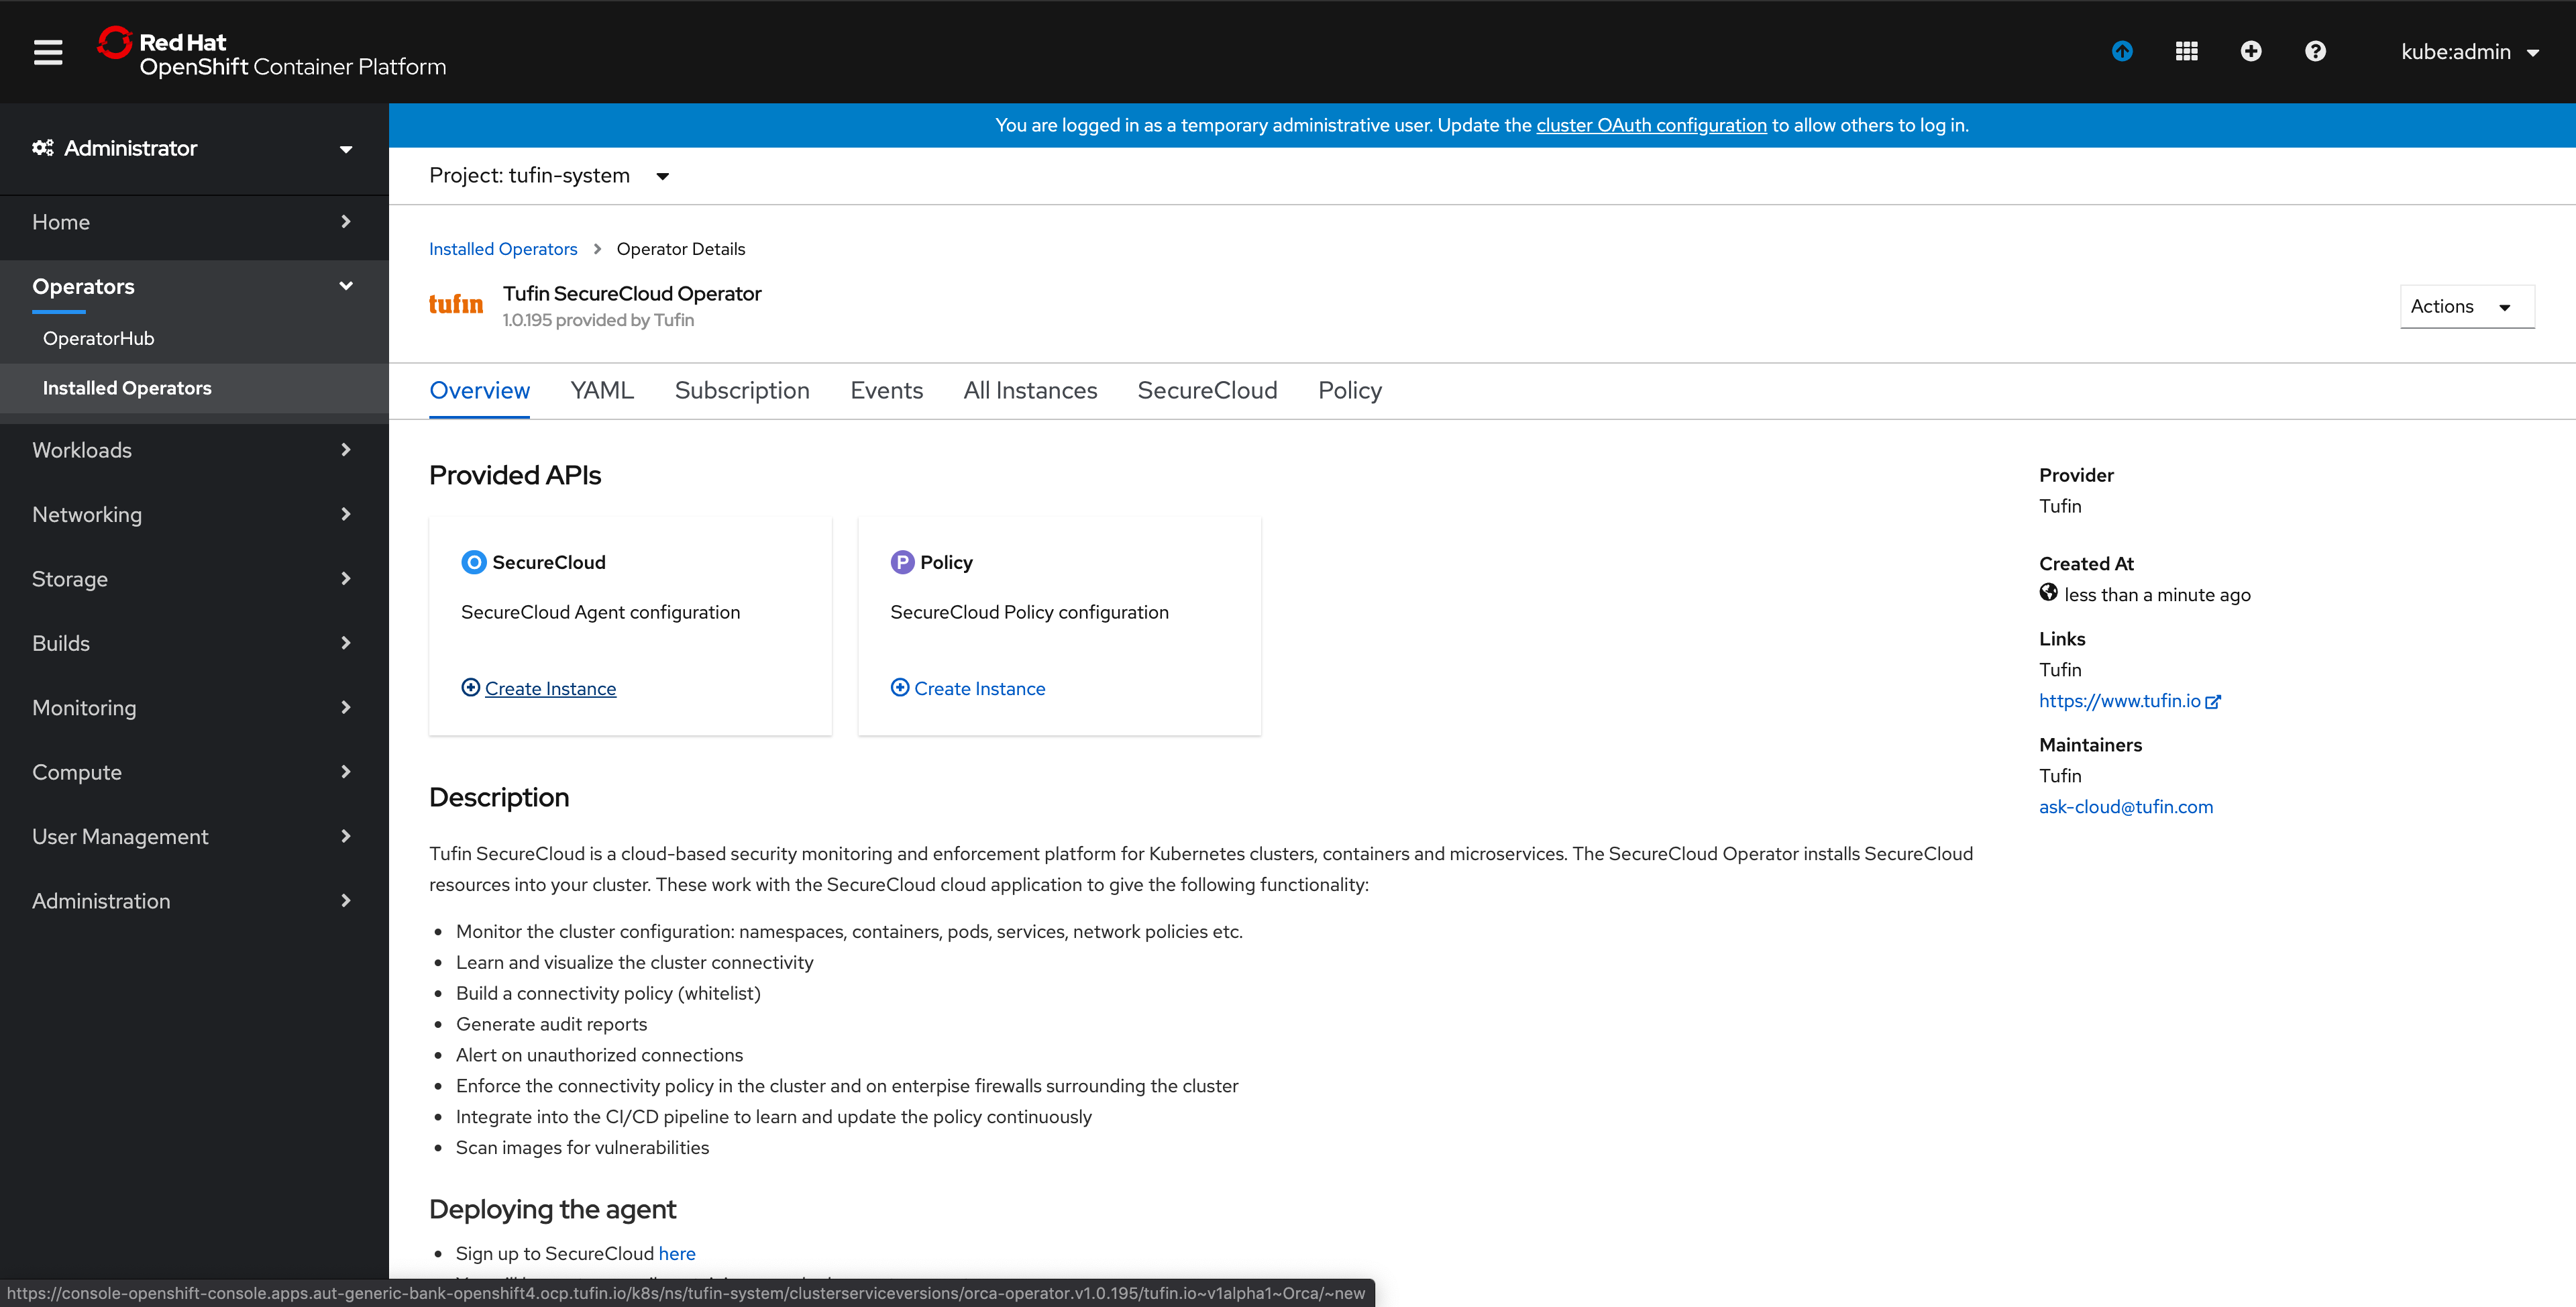 Red Hat
OpenShift Container Platform
kube:admin
Administrator
Home
Operators
OperatorHub
Installed Operators
Workloads
Networking
Storage
Builds
Monitoring
Compute
User Management
Administration
You are logged in as a temporary administrative user. Update the cluster OAuth configuration to allow others to log in.
Project: tufin-system
Installed Operators > Operator Details
tufin
Tufin SecureCloud Operator
1.0.195 provided by Tufin
Actions
Overview YAML Subscription Events All Instances SecureCloud Policy
Provided APIs
O SecureCloud
SecureCloud Agent configuration
Create Instance
P Policy
SecureCloud Policy configuration
Create Instance
Description
Tufin SecureCloud is a cloud-based security monitoring and enforcement platform for Kubernetes clusters, containers and microservices. The SecureCloud Operator installs SecureCloud
resources into your cluster. These work with the SecureCloud cloud application to give the following functionality:
• Monitor the cluster configuration: namespaces, containers, pods, services, network policies etc.
• Learn and visualize the cluster connectivity
• Build a connectivity policy (whitelist)
• Generate audit reports
• Alert on unauthorized connections
• Enforce the connectivity policy in the cluster and on enterpise firewalls surrounding the cluster
• Integrate into the CI/CD pipeline to learn and update the policy continuously
• Scan images for vulnerabilities
Deploying the agent
• Sign up to SecureCloud here
Provider
Tufin
Created At
less than a minute ago
Links
Tufin
https://www.tufin.io
Maintainers
Tufin
ask-cloud@tufin.com
https://console-openshift-console.apps.aut-generic-bank-openshift4.ocp.tufin.io/k8s/ns/tufin-system/clusterserviceversions/orca-operator.v1.0.195/tufin.io~v1alpha1~Orca/~new